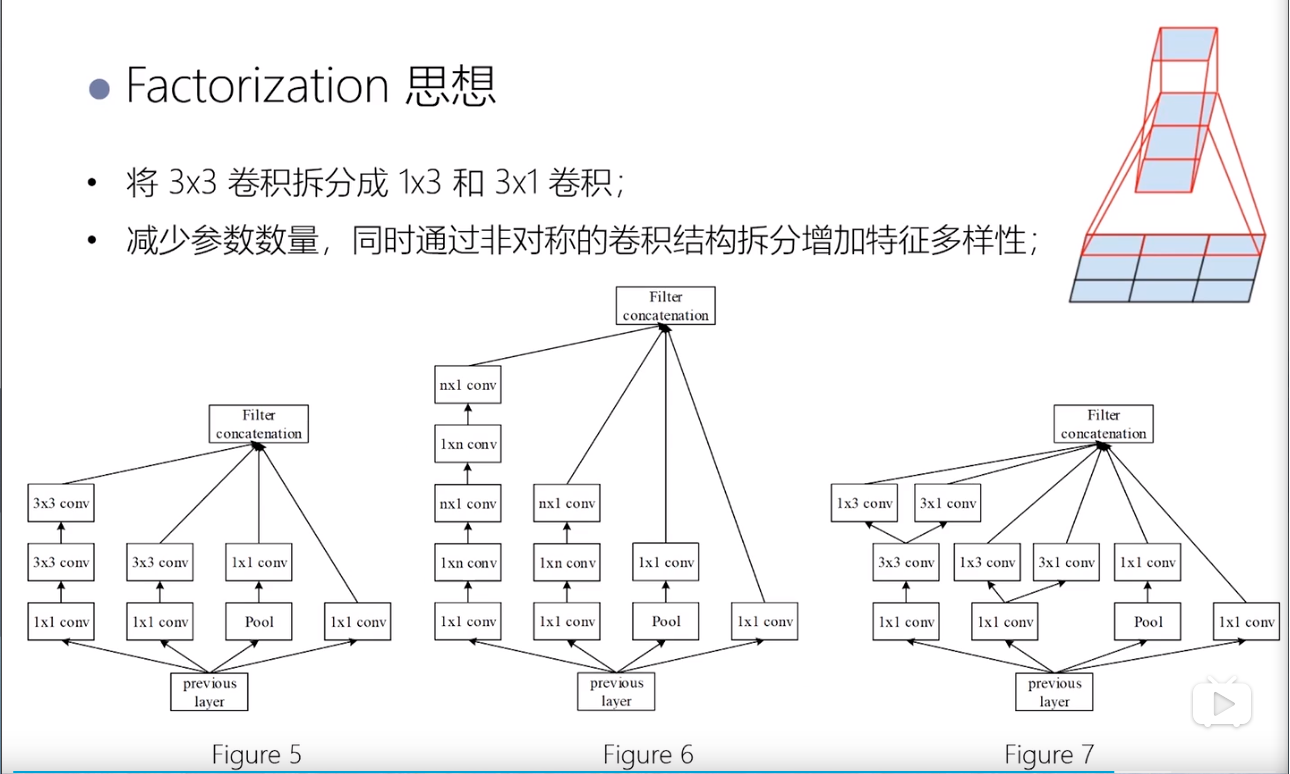 Factorization 思想
将 3x3 卷积拆分成 1x3 和 3x1 卷积；
减少参数数量，同时通过非对称的卷积结构拆分增加特征多样性；
Filter
concatenation
3x3 conv
3x3 conv
3x3 conv
1x1 conv
1x1 conv
1x1 conv
Pool
1x1 conv
previous
layer
Figure 5
Filter
concatenation
nx1 conv
1xn conv
nx1 conv
nx1 conv
1xn conv
1xn conv
1x1 conv
1x1 conv
1x1 conv
Pool
1x1 conv
previous
layer
Figure 6
Filter
concatenation
1x3 conv
3x1 conv
3x3 conv
1x3 conv
3x1 conv
1x1 conv
1x1 conv
1x1 conv
Pool
1x1 conv
previous
layer
Figure 7